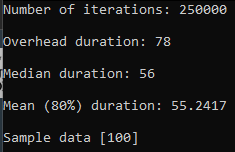 Number of iterations: 250000
Overhead duration: 78
Median duration: 56
Mean (80%) duration: 55.2417
Sample data [100]